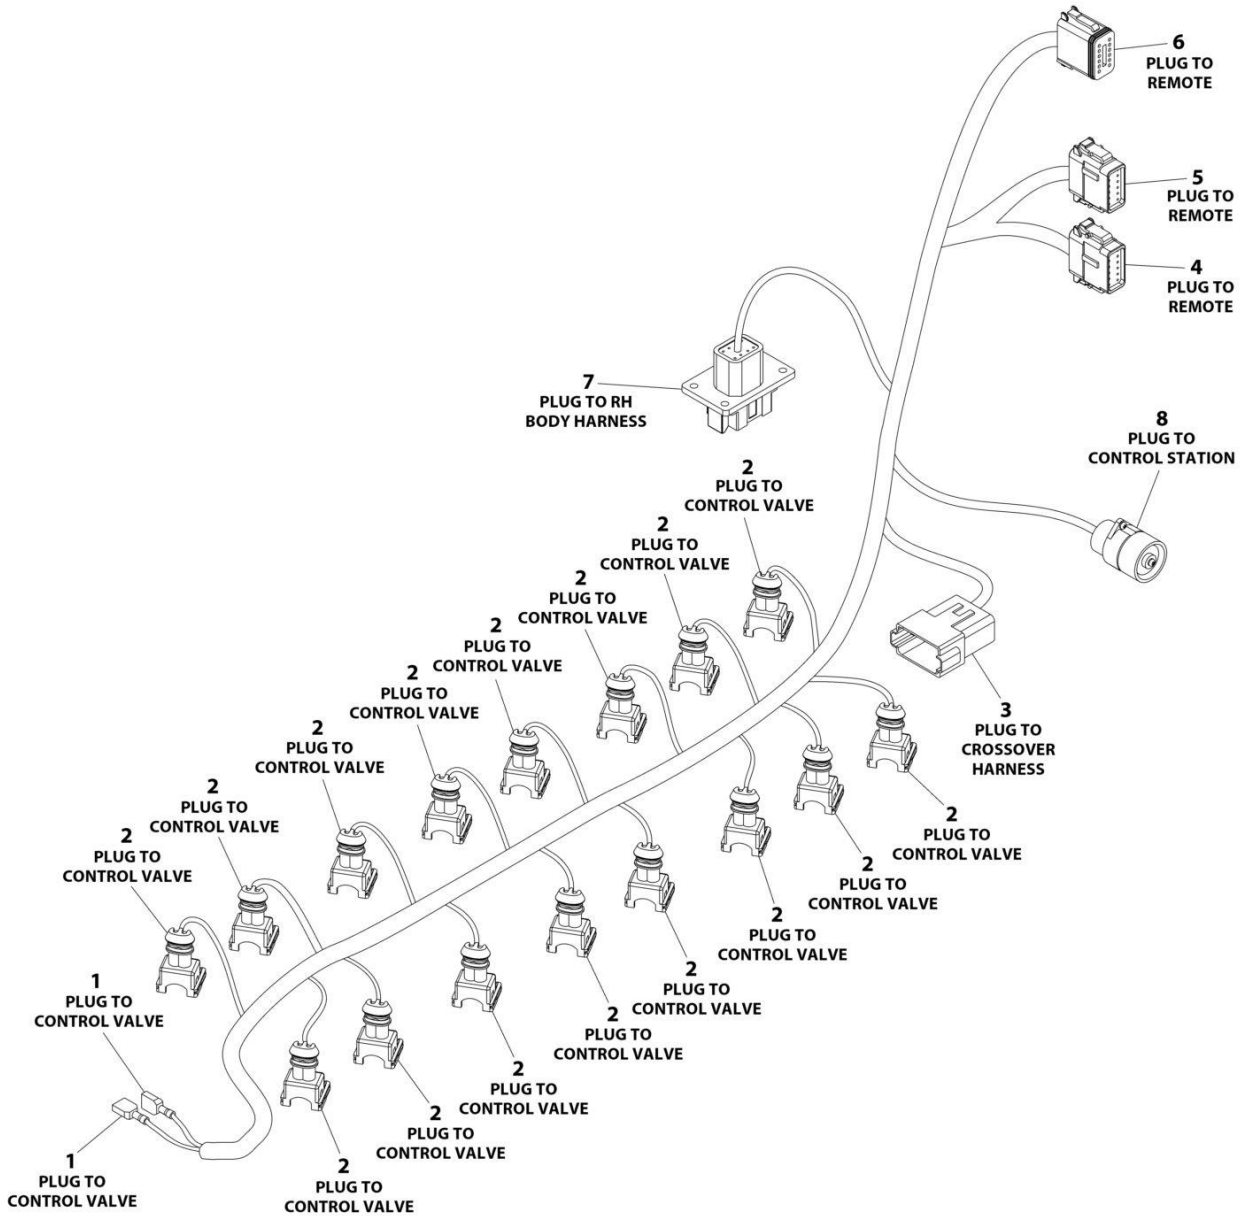 6
PLUG TO
REMOTE
5
PLUG TO
REMOTE
4
PLUG TO
REMOTE
7
PLUG TO RH
BODY HARNESS
8
PLUG TO
CONTROL STATION
2
PLUG TO
CONTROL VALVE
2
PLUG TO
CONTROL VALVE
2
PLUG TO
CONTROL VALVE
2
PLUG TO
CONTROL VALVE
2
PLUG TO
CONTROL VALVE
2
PLUG TO
CONTROL VALVE
2
PLUG TO
CONTROL VALVE
2
PLUG TO
CONTROL VALVE
3
PLUG TO
CROSSOVER
HARNESS
2
PLUG TO
CONTROL VALVE
2
PLUG TO
CONTROL VALVE
2
PLUG TO
CONTROL VALVE
2
PLUG TO
CONTROL VALVE
2
PLUG TO
CONTROL VALVE
2
PLUG TO
CONTROL VALVE
2
PLUG TO
CONTROL VALVE
2
PLUG TO
CONTROL VALVE
1
PLUG TO
CONTROL VALVE
1
PLUG TO
CONTROL VALVE